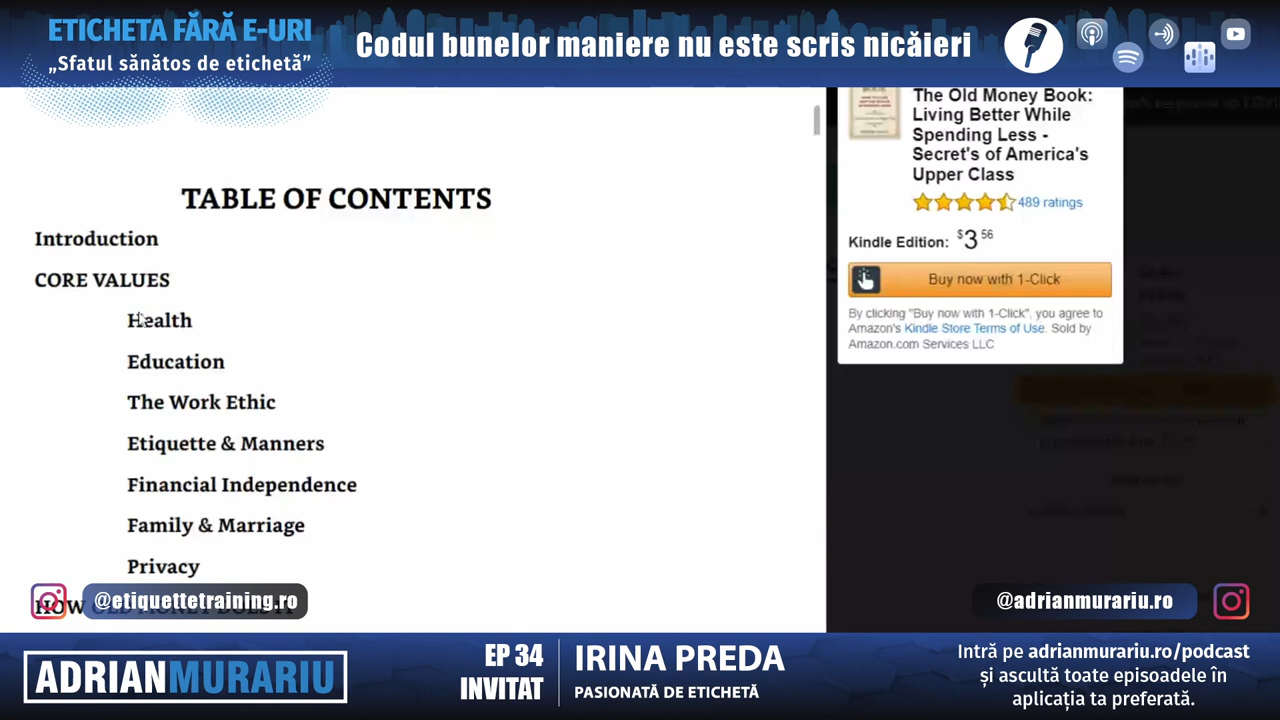 ETICHETA FĂRĂ E-URI
„Sfatul sănătos de etichetă”
Codul bunelor maniere nu este scris nicăieri
TABLE OF CONTENTS
Introduction
CORE VALUES
Health
Education
The Work Ethic
Etiquette & Manners
Financial Independence
Family & Marriage
Privacy
HOW OLD MONEY DOES IT
The Old Money Book:
Living Better While
Spending Less -
Secret's of America's
Upper Class
489 ratings
Kindle Edition: $3 56
Buy now with 1-Click
By clicking "Buy now with 1-Click", you agree to
Amazon's Kindle Store Terms of Use. Sold by
Amazon.com Services LLC
@etiquettetraining.ro
@adrianmurariu.ro
ADRIANMURARIU
EP 34
INVITAT
IRINA PREDA
PASIONATĂ DE ETICHETĂ
Intră pe adrianmurariu.ro/podcast
și ascultă toate episoadele în
aplicația ta preferată.